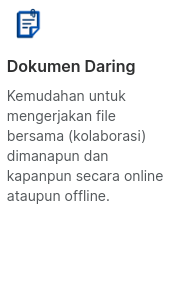 Dokumen Daring
Kemudahan untuk
mengerjakan file
bersama (kolaborasi)
dimanapun dan
kapanpun secara online
ataupun offline.